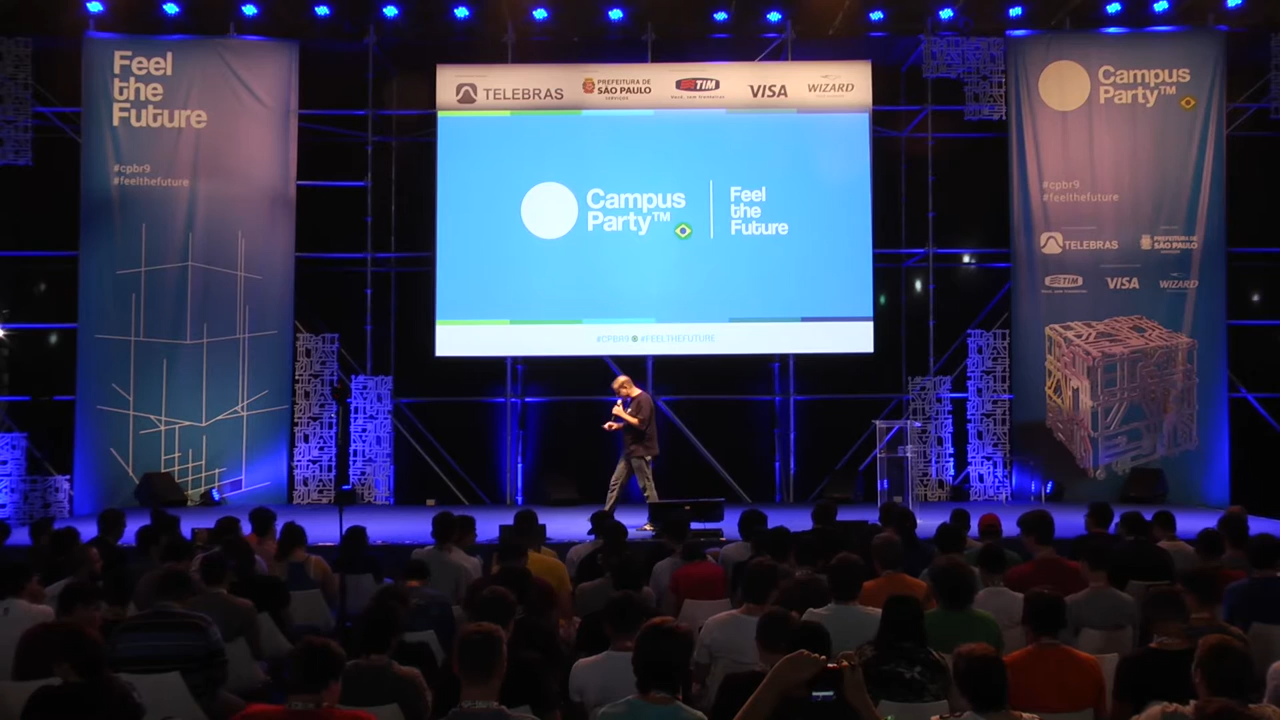 Feel
the
Future
#cpbr9
#feelthefuture
TELEBRAS
PREFEITURA DE
SÃO PAULO
SERVIÇOS
TIM
VISA
WIZARD
Campus
Party™
Feel
the
Future
#CPBR9 #FEELTHEFUTURE
Campus
Party™
#cpbr9
#feelthefuture
TELEBRAS
PREFEITURA DE
SÃO PAULO
TIM
VISA
WIZARD